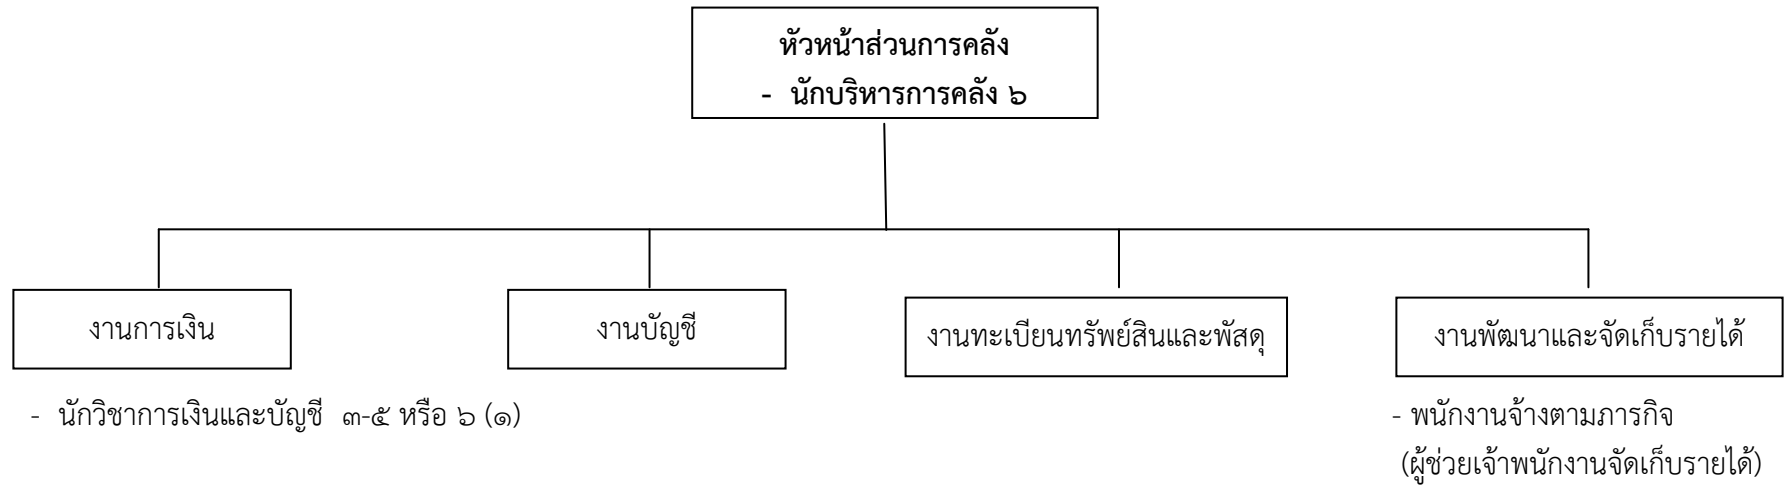 หัวหน้าส่วนการคลัง
- นักบริหารการคลัง ๖
งานการเงิน
งานบัญชี
งานทะเบียนทรัพย์สินและพัสดุ
งานพัฒนาและจัดเก็บรายได้
- นักวิชาการเงินและบัญชี ๓-๕ หรือ ๖ (๑)
- พนักงานจ้างตามภารกิจ
(ผู้ช่วยเจ้าพนักงานจัดเก็บรายได้)